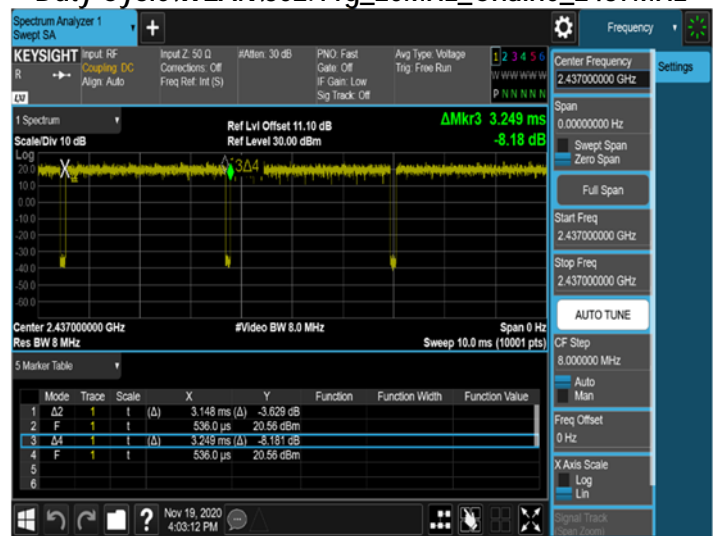 Spectrum Analyzer 1
Swept SA
+
Frequency
KEYSIGHT
R
LXI
Input: RF
Coupling: DC
Align: Auto
Input Z: 50 Ω
Corrections: Off
Freq Ref: Int (S)
#Atten: 30 dB
PNO: Fast
Gate: Off
IF Gain: Low
Sig Track: Off
Avg Type: Voltage
Trig: Free Run
1 2 3 4 5 6
W W W W W W
P N N N N N
1 Spectrum
Scale/Div 10 dB
Log
Ref Lvl Offset 11.10 dB
Ref Level 30.00 dBm
ΔMkr3 3.249 ms
-8.18 dB
20.0
10.0
0.00
-10.0
-20.0
-30.0
-40.0
-50.0
-60.0
X
3Δ4
Center 2.437000000 GHz
Res BW 8 MHz
#Video BW 8.0 MHz
Span 0 Hz
Sweep 10.0 ms (10001 pts)
5 Marker Table
Mode Trace Scale X Y Function Function Width Function Value
1 Δ2 1 t (Δ) 3.148 ms (Δ) -3.629 dB
2 F 1 t 536.0 µs 20.56 dBm
3 Δ4 1 t (Δ) 3.249 ms (Δ) -8.181 dB
4 F 1 t 536.0 µs 20.56 dBm
5
6
?
Nov 19, 2020
4:03:12 PM
Center Frequency
2.437000000 GHz
Span
0.00000000 Hz
Swept Span
Zero Span
Full Span
Start Freq
2.437000000 GHz
Stop Freq
2.437000000 GHz
AUTO TUNE
CF Step
8.000000 MHz
Auto
Man
Freq Offset
0 Hz
X Axis Scale
Log
Lin
Signal Track
(Span Zoom)
Settings